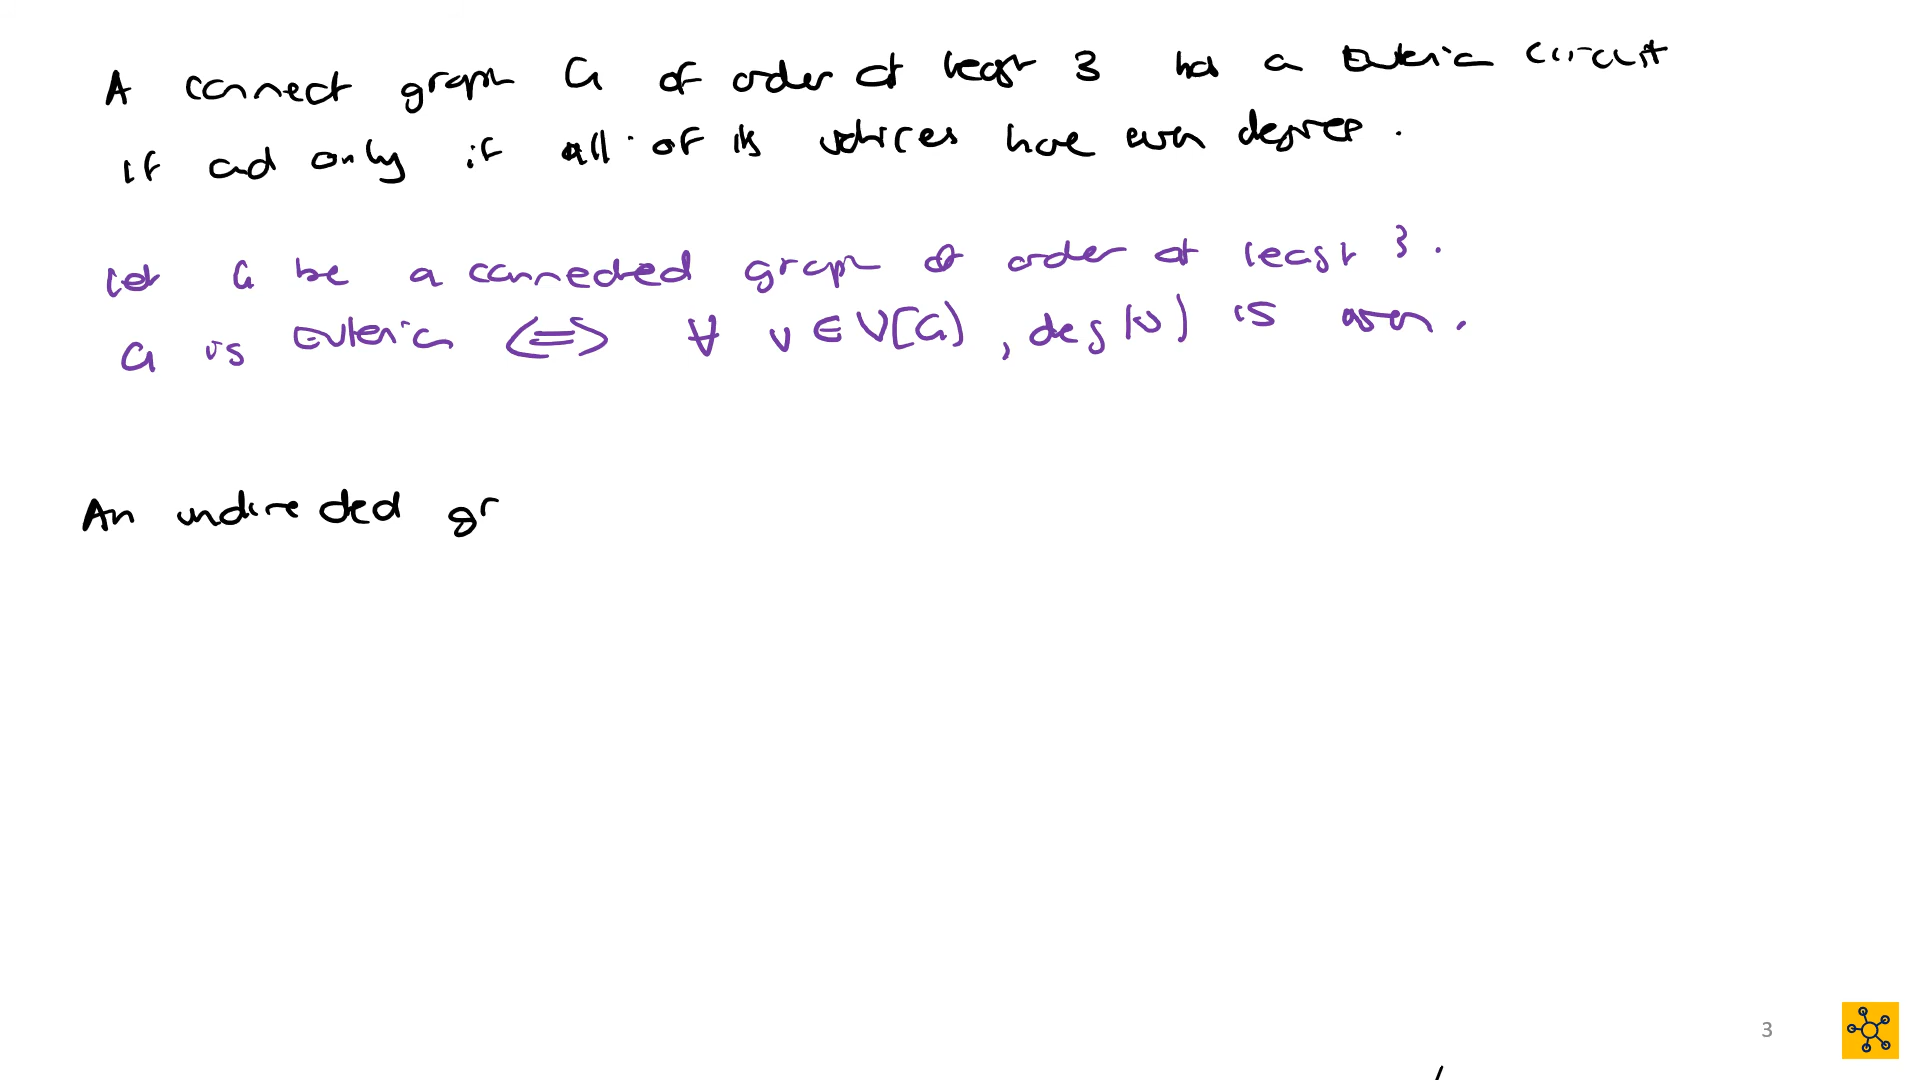 A connect graph G of order at least 3 has a Eulerian circuit
if and only if all of its vertices have even degree.
Let G be a connected graph of order at least 3.
G is Eulerian ⟺ ∀ v ∈ V(G), deg(v) is even.
An undirected gr
3